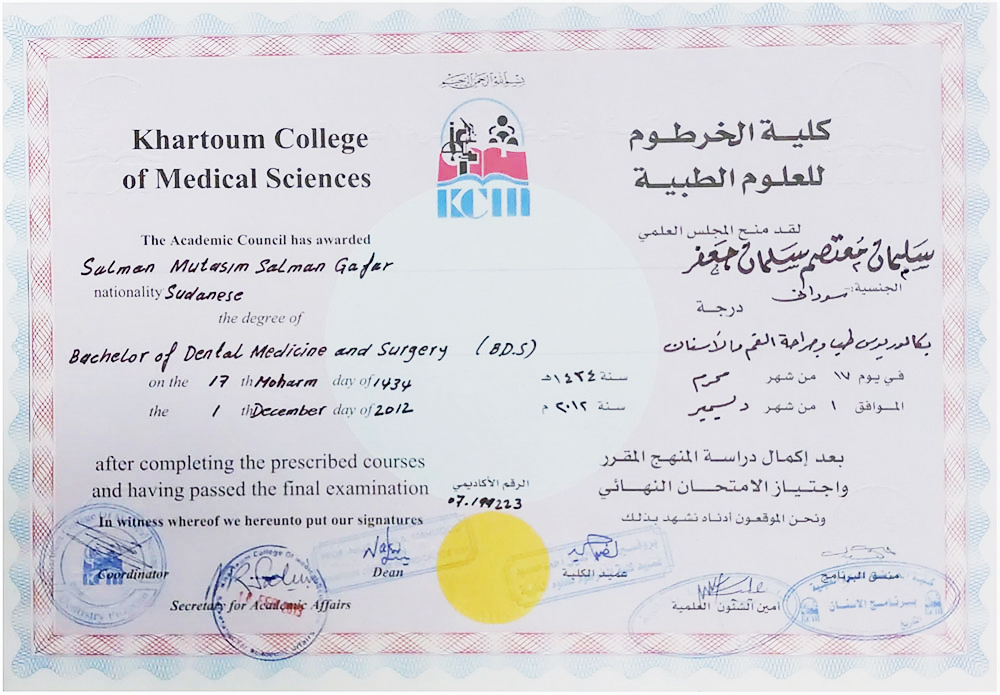 بسم الله الرحمن الرحيم
Khartoum College
of Medical Sciences
The Academic Council has awarded
Salman Mutasim Salman Gafar
nationality Sudanese
the degree of
Bachelor of Dental Medicine and Surgery (B.D.S)
on the 17 th Moharm day of 1434
the 1 th December day of 2012
after completing the prescribed courses
and having passed the final examination
In witness whereof we hereunto put our signatures
Coordinator
Dean
Secretary for Academic Affairs
KCM
كلية الخرطوم
للعلوم الطبية
لقد منح المجلس العلمي
سلمان معتصم سلمان جعفر
الجنسية: سوداني
درجة
بكالوريوس طب وجراحة الفم والأسنان
في يوم ١٧ من شهر محرم سنة ١٤٣٤هـ
الموافق ١ من شهر ديسمبر سنة ٢٠١٢ م
بعد إكمال دراسة المنهج المقرر
واجتياز الامتحان النهائي
ونحن الموقعون أدناه نشهد بذلك
الرقم الأكاديمي
07.199223
عميد الكلية
أمين الشئون العلمية
منسق البرنامج
برنامج الاسنان